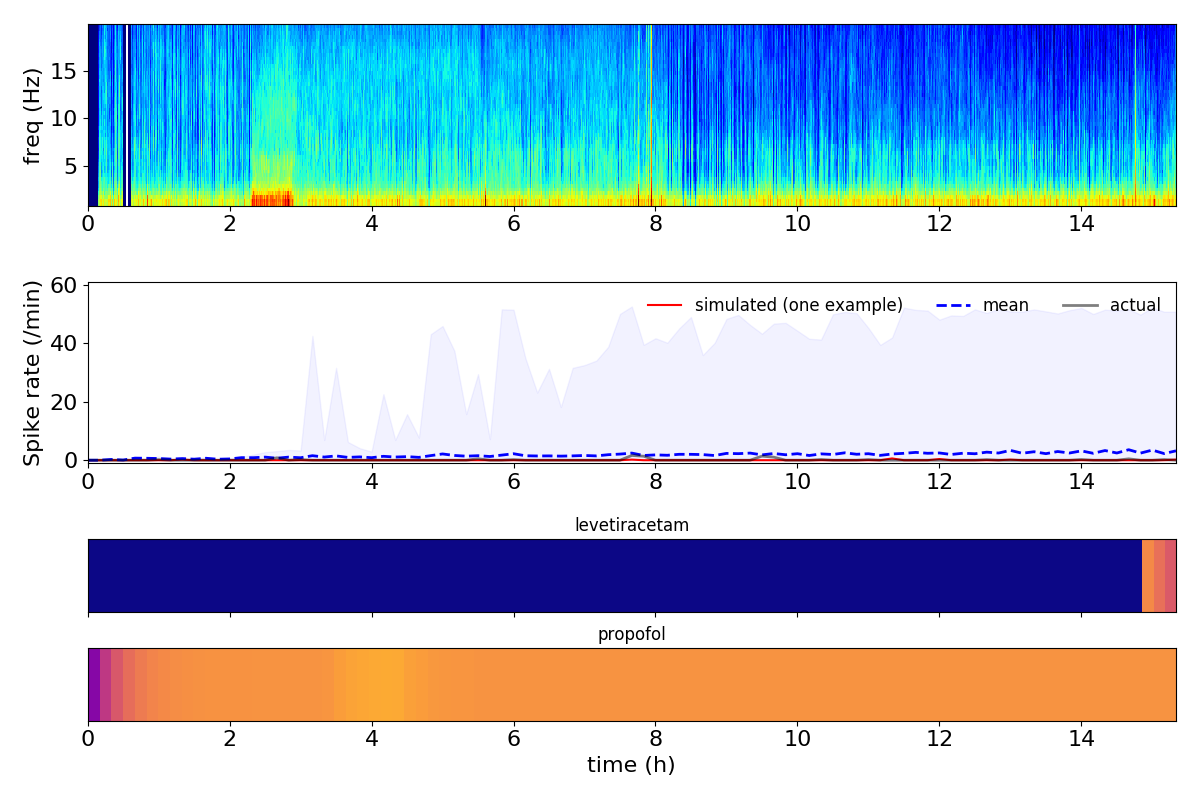 freq (Hz)
15
10
5
0 2 4 6 8 10 12 14
Spike rate (/min)
60
40
20
0
simulated (one example) mean actual
0 2 4 6 8 10 12 14
levetiracetam
propofol
0 2 4 6 8 10 12 14
time (h)